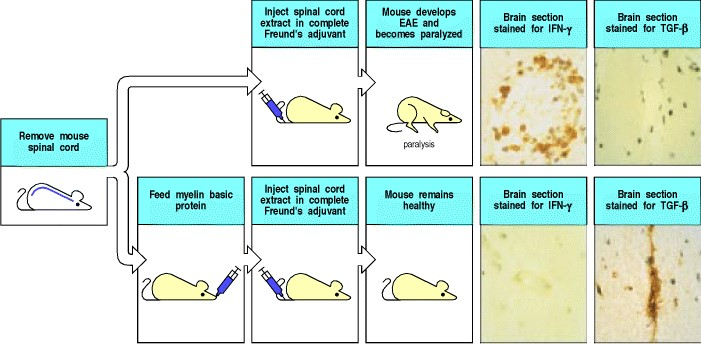 Remove mouse
spinal cord
Inject spinal cord
extract in complete
Freund's adjuvant
Mouse develops
EAE and
becomes paralyzed
paralysis
Brain section
stained for IFN-γ
Brain section
stained for TGF-β
Feed myelin basic
protein
Inject spinal cord
extract in complete
Freund's adjuvant
Mouse remains
healthy
Brain section
stained for IFN-γ
Brain section
stained for TGF-β